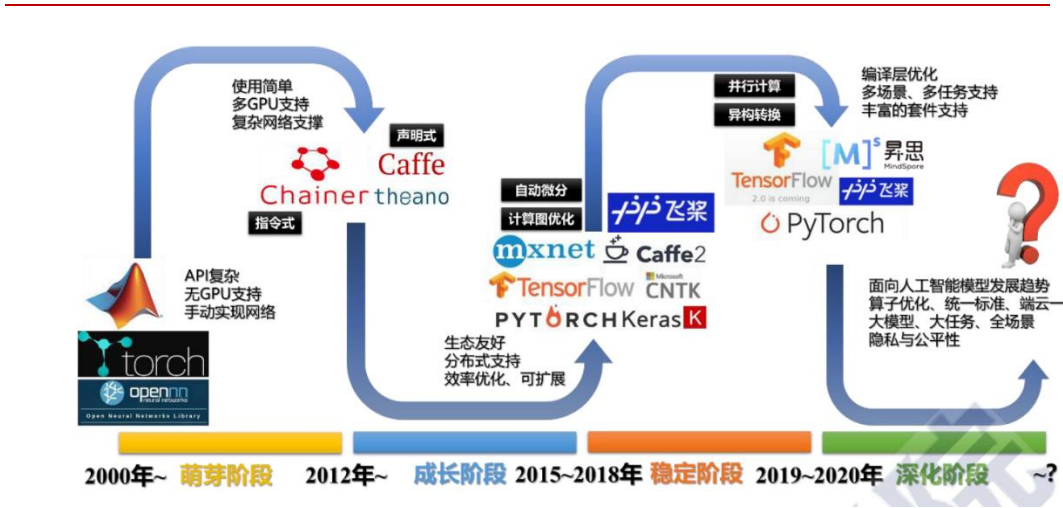 使用简单
多GPU支持
复杂网络支撑
声明式
Caffe
Chainer
theano
指令式
API复杂
无GPU支持
手动实现网络
torch
opennn
neural networks
Open Neural Networks Library
自动微分
计算图优化
飞桨
mxnet
Caffe2
TensorFlow
Microsoft
CNTK
PYTORCH
Keras K
生态友好
分布式支持
效率优化、可扩展
并行计算
异构转换
编译层优化
多场景、多任务支持
丰富的套件支持
TensorFlow
2.0 is coming
[M]s 昇思
MindSpore
飞桨
PyTorch
?
面向人工智能模型发展趋势
算子优化、统一标准、端云一
大模型、大任务、全场景
隐私与公平性
2000年~ 萌芽阶段 2012年~ 成长阶段 2015~2018年 稳定阶段 2019~2020年 深化阶段 ~?